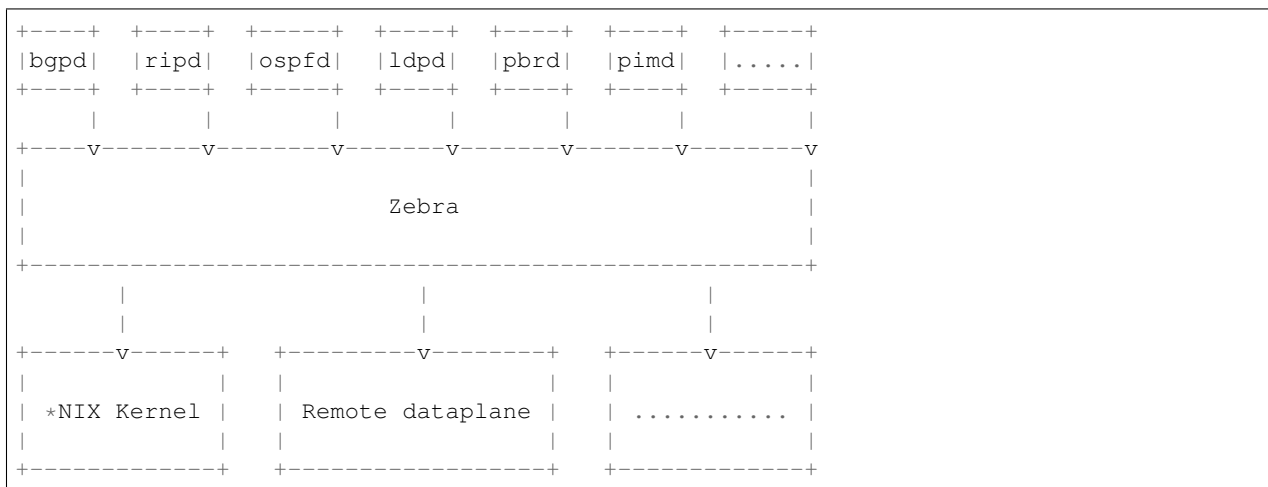 +----+  +----+  +-----+  +----+  +----+  +----+  +-----+
|bgpd|  |ripd|  |ospfd|  |ldpd|  |pbrd|  |pimd|  |.....|
+----+  +----+  +-----+  +----+  +----+  +----+  +-----+
     |       |        |       |       |       |        |
+----v-------v--------v-------v-------v-------v--------v
|                                                      |
|                         Zebra                        |
|                                                      |
+------------------------------------------------------+
       |                    |                   |
       |                    |                   |
+------v------+   +---------v--------+   +------v------+
|             |   |                  |   |             |
| *NIX Kernel |   | Remote dataplane |   | ........... |
|             |   |                  |   |             |
+-------------+   +------------------+   +-------------+